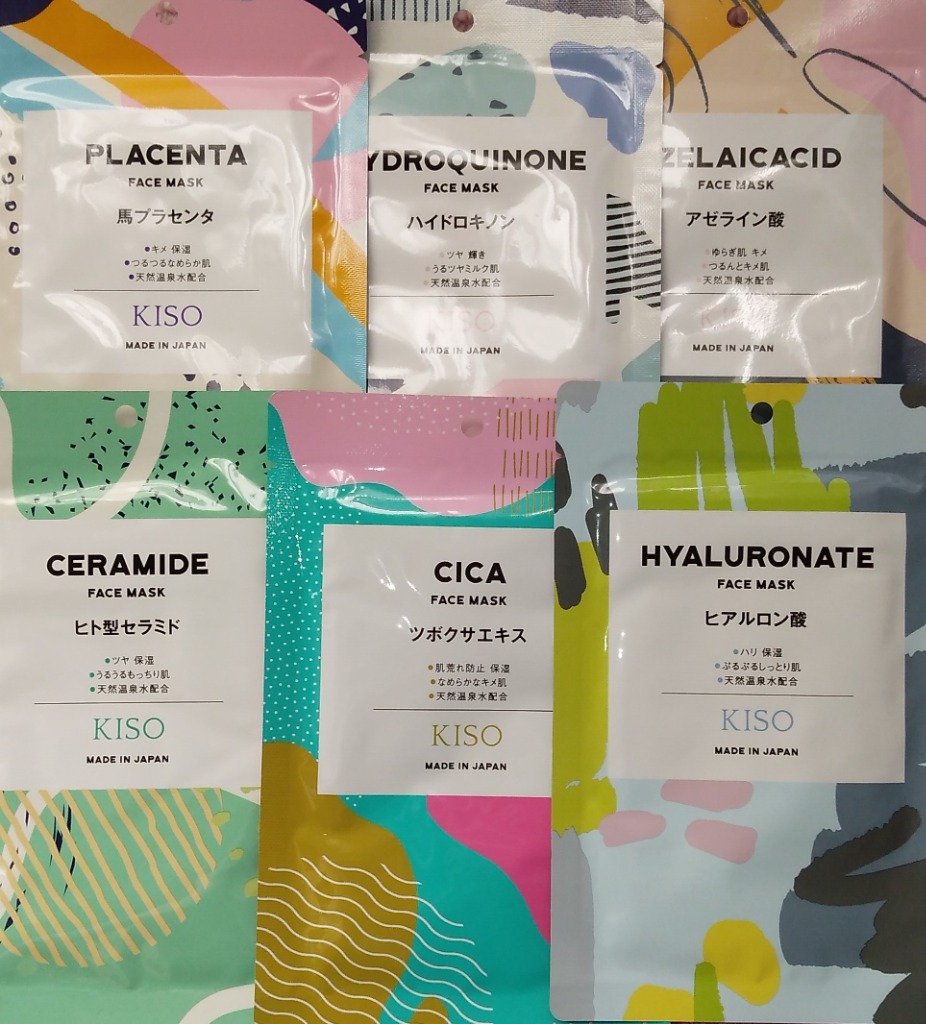 PLACENTA
FACE MASK
馬プラセンタ
●キメ 保湿
●つるつるなめらか肌
●天然温泉水配合
KISO
MADE IN JAPAN
YDROQUINONE
FACE MASK
ハイドロキノン
●ツヤ 輝き
●うるツヤミルク肌
●天然温泉水配合
KISO
MADE IN JAPAN
ZELAICACID
FACE MASK
アゼライン酸
●ゆらぎ肌 キメ
●つるんとキメ肌
●天然温泉水配合
KISO
MADE IN JAPAN
CERAMIDE
FACE MASK
ヒト型セラミド
●ツヤ 保湿
●うるうるもっちり肌
●天然温泉水配合
KISO
MADE IN JAPAN
CICA
FACE MASK
ツボクサエキス
●肌荒れ防止 保湿
●なめらかなキメ肌
●天然温泉水配合
KISO
MADE IN JAPAN
HYALURONATE
FACE MASK
ヒアルロン酸
●ハリ 保湿
●ぷるぷるしっとり肌
●天然温泉水配合
KISO
MADE IN JAPAN